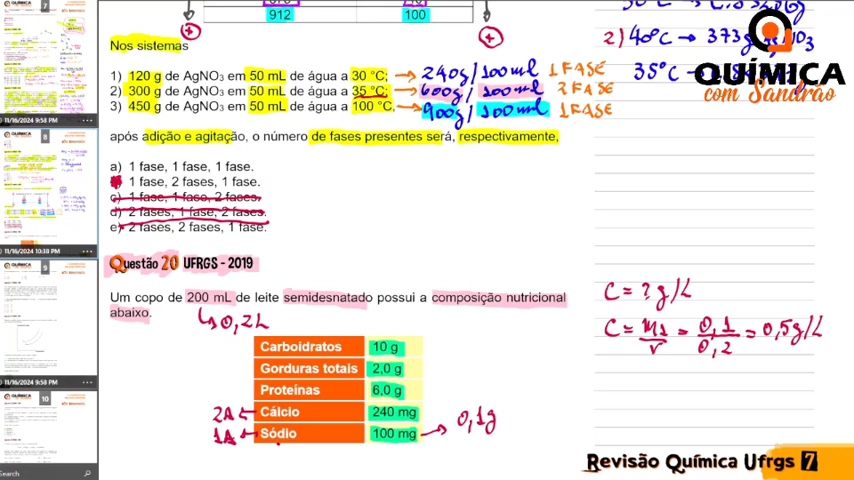 7
11/16/2024 9:58 PM
8
11/16/2024 10:38 PM
9
11/16/2024 9:58 PM
10
Search
912 100
2) 40°C → 373g
35°C →
QUÍMICA
com Sandrão
Nos sistemas
1) 120 g de AgNO₃ em 50 mL de água a 30 °C; → 240g/100ml 1 FASE
2) 300 g de AgNO₃ em 50 mL de água a 35 °C; → 600g/100ml 2 FASE
3) 450 g de AgNO₃ em 50 mL de água a 100 °C, → 900g/100ml 1 FASE
após adição e agitação, o número de fases presentes será, respectivamente,
a) 1 fase, 1 fase, 1 fase.
1 fase, 2 fases, 1 fase.
c) 1 fase, 1 fase, 2 fases.
d) 2 fases, 1 fase, 2 fases.
e) 2 fases, 2 fases, 1 fase.
Questão 20 UFRGS - 2019
Um copo de 200 mL de leite semidesnatado possui a composição nutricional
abaixo.
0,2L
Carboidratos 10 g
Gorduras totais 2,0 g
Proteínas 6,0 g
2A ← Cálcio 240 mg
1A ← Sódio 100 mg → 0,1g
C = ? g/L
C = m1/v = 0,1/0,2 = 0,5g/L
Revisão Química Ufrgs 7